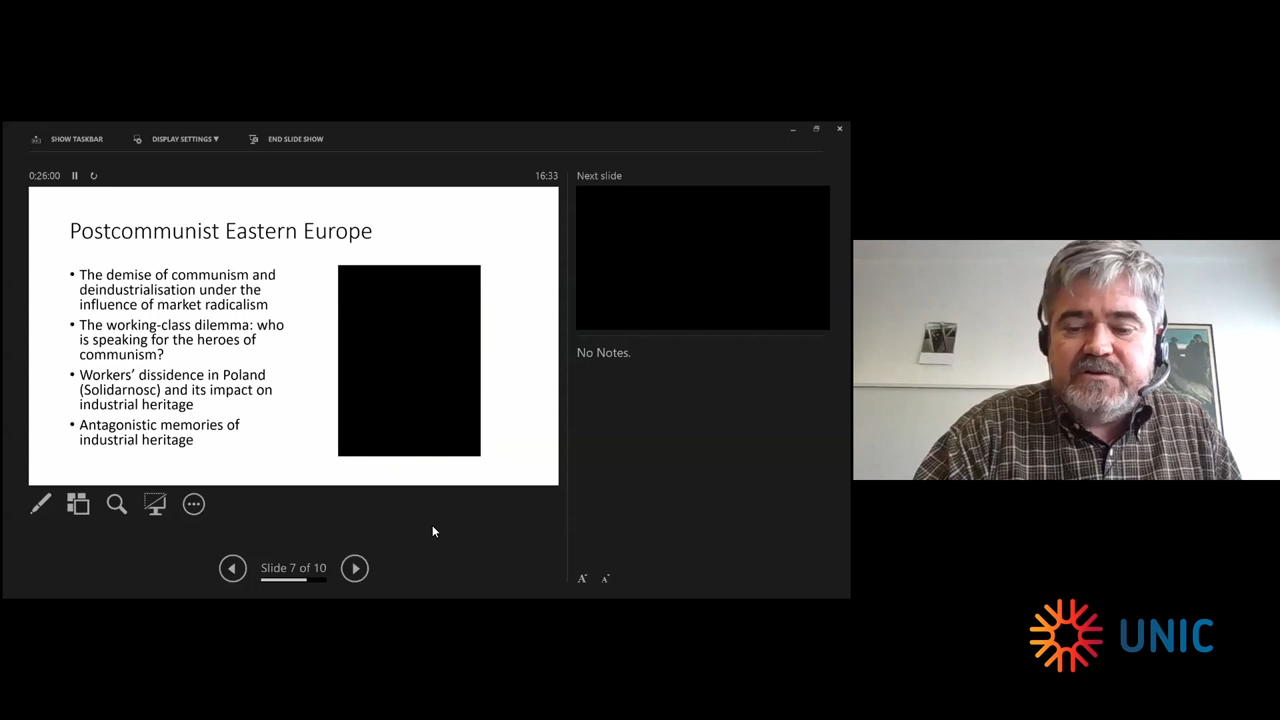 SHOW TASKBAR
DISPLAY SETTINGS ▼
END SLIDE SHOW
0:26:00
16:33
Postcommunist Eastern Europe
• The demise of communism and
deindustrialisation under the
influence of market radicalism
• The working-class dilemma: who
is speaking for the heroes of
communism?
• Workers’ dissidence in Poland
(Solidarnosc) and its impact on
industrial heritage
• Antagonistic memories of
industrial heritage
Slide 7 of 10
Next slide
No Notes.
A A
UNIC